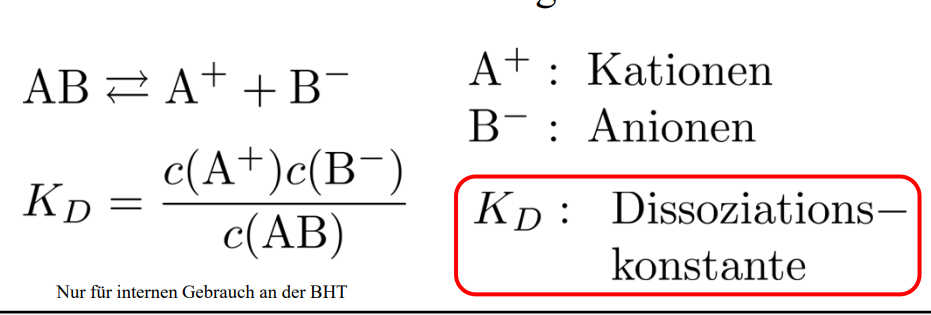 AB ⇄ A⁺ + B⁻
K_D = c(A⁺)c(B⁻) / c(AB)
Nur für internen Gebrauch an der BHT
A⁺ : Kationen
B⁻ : Anionen
K_D : Dissoziations–
konstante